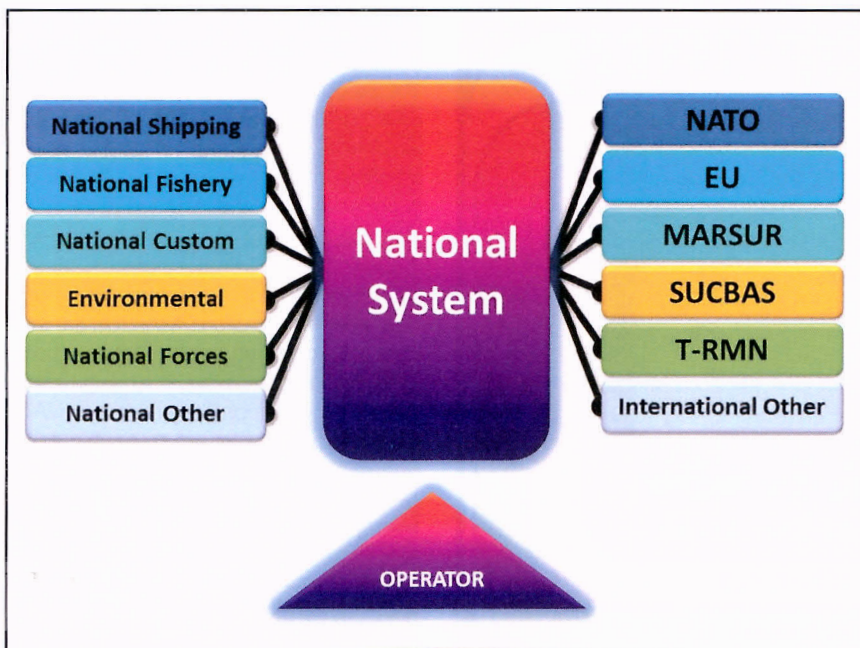 National Shipping
National Fishery
National Custom
Environmental
National Forces
National Other
National
System
NATO
EU
MARSUR
SUCBAS
T-RMN
International Other
OPERATOR